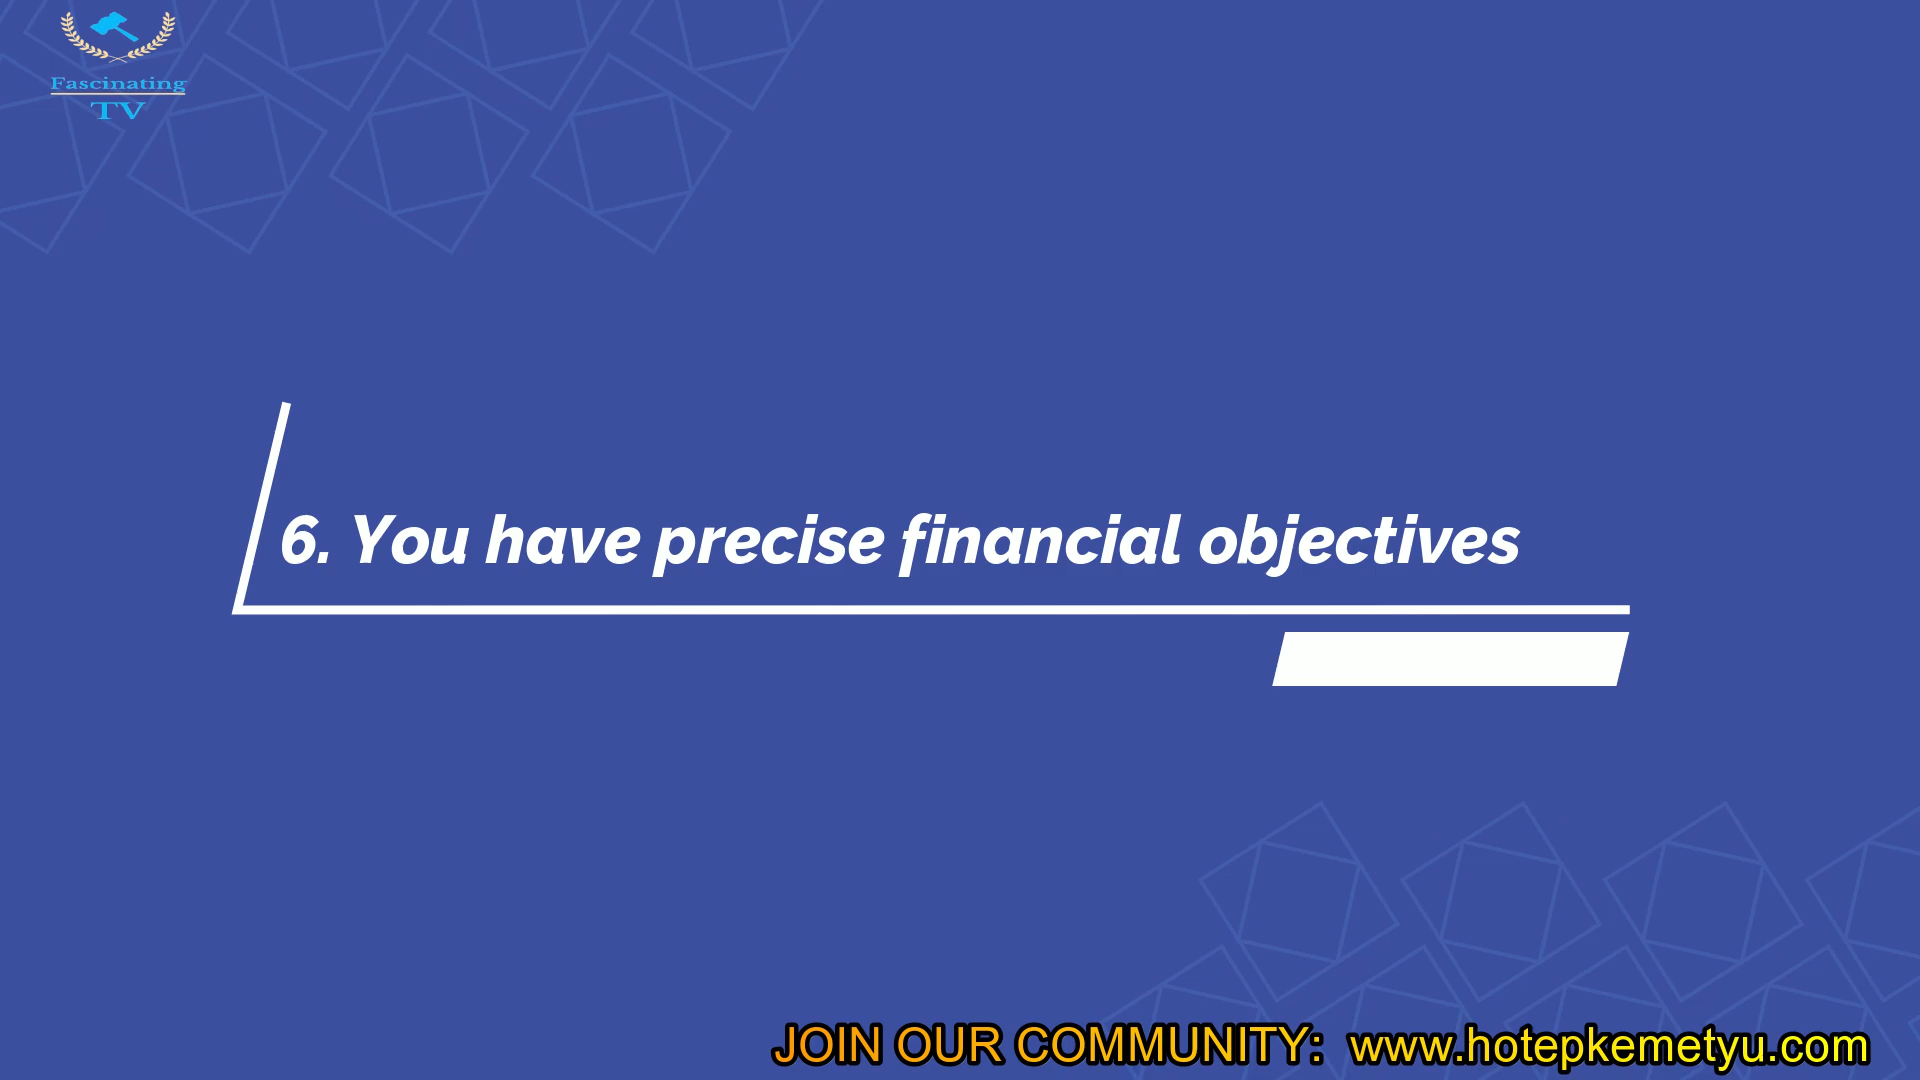 Fascinating
TV
6. You have precise financial objectives
JOIN OUR COMMUNITY: www.hotepkemetyu.com